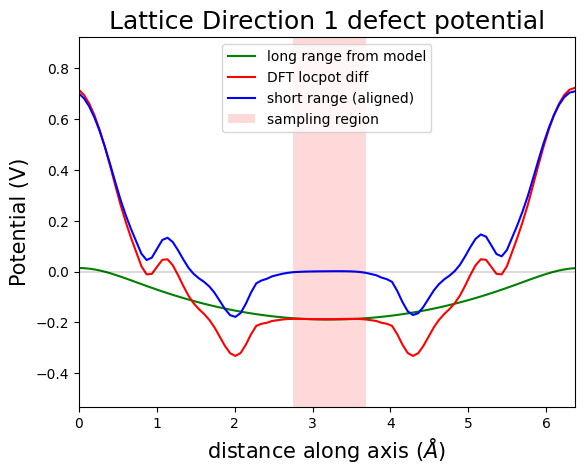 Lattice Direction 1 defect potential
long range from model
DFT locpot diff
short range (aligned)
sampling region
Potential (V)
0.8
0.6
0.4
0.2
0.0
−0.2
−0.4
0 1 2 3 4 5 6
distance along axis (Å)